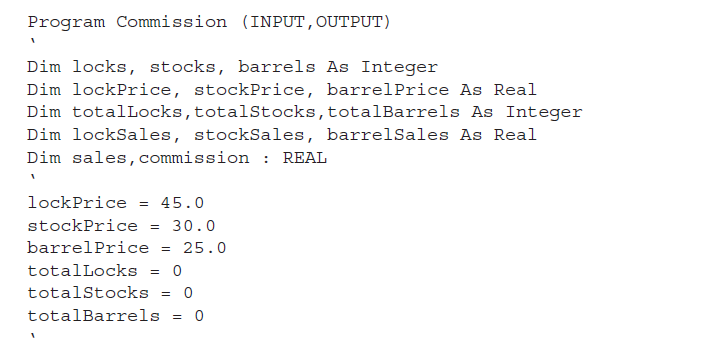 Program Commission (INPUT,OUTPUT)
‵
Dim locks, stocks, barrels As Integer
Dim lockPrice, stockPrice, barrelPrice As Real
Dim totalLocks,totalStocks,totalBarrels As Integer
Dim lockSales, stockSales, barrelSales As Real
Dim sales,commission : REAL
‵
lockPrice = 45.0
stockPrice = 30.0
barrelPrice = 25.0
totalLocks = 0
totalStocks = 0
totalBarrels = 0
‵